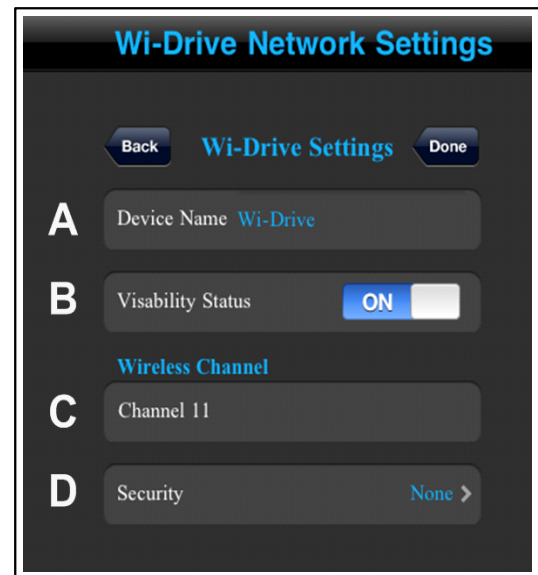 Wi-Drive Network Settings
Back Wi-Drive Settings Done
A Device Name Wi-Drive
B Visability Status ON
Wireless Channel
C Channel 11
D Security None >